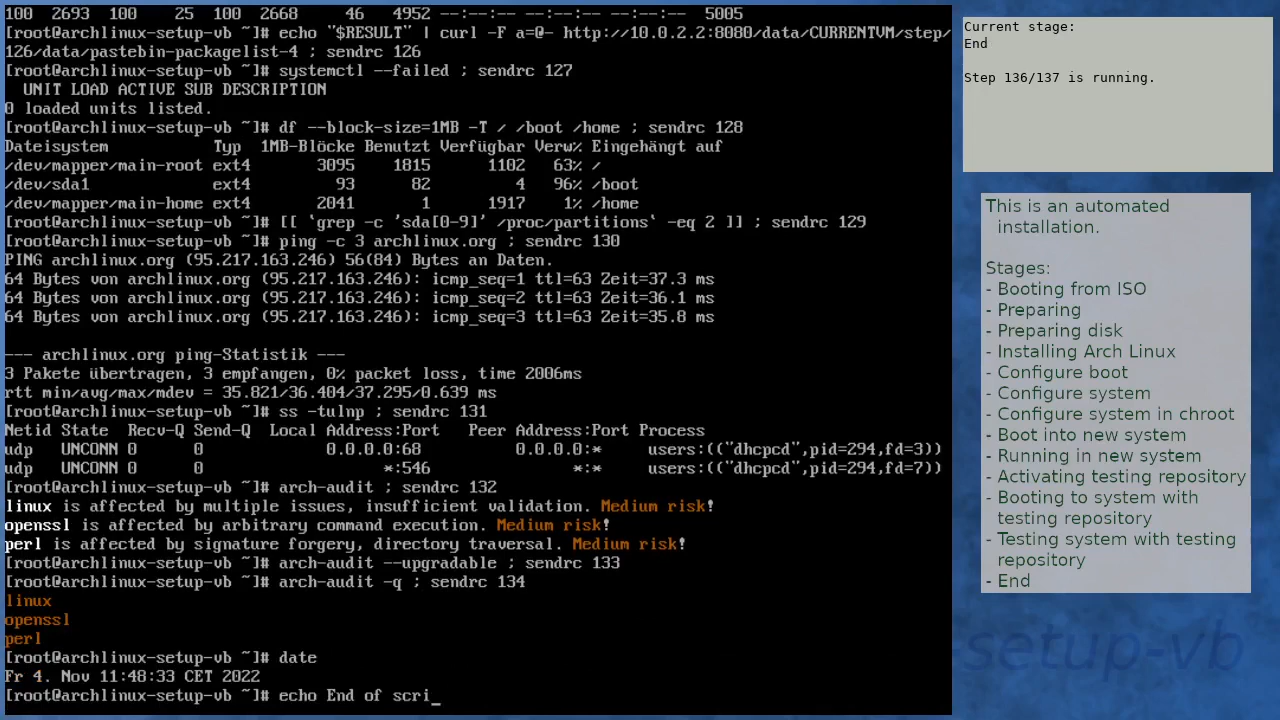 100  2693  100    25  100  2668     46   4952 --:--:-- --:--:-- --:--:--  5005
[root@archlinux-setup-vb ~]# echo "$RESULT" | curl -F a=@- http://10.0.2.2:8080/data/CURRENTVM/step/
126/data/pastebin-packagelist-4 ; sendrc 126
[root@archlinux-setup-vb ~]# systemctl --failed ; sendrc 127
  UNIT LOAD ACTIVE SUB DESCRIPTION
0 loaded units listed.
[root@archlinux-setup-vb ~]# df --block-size=1MB -T / /boot /home ; sendrc 128
Dateisystem           Typ  1MB-Blöcke Benutzt Verfügbar Verw% Eingehängt auf
/dev/mapper/main-root ext4       3095    1815      1102   63% /
/dev/sda1             ext4         93      82         4   96% /boot
/dev/mapper/main-home ext4       2041       1      1917    1% /home
[root@archlinux-setup-vb ~]# [[ `grep -c 'sda[0-9]' /proc/partitions` -eq 2 ]] ; sendrc 129
[root@archlinux-setup-vb ~]# ping -c 3 archlinux.org ; sendrc 130
PING archlinux.org (95.217.163.246) 56(84) Bytes an Daten.
64 Bytes von archlinux.org (95.217.163.246): icmp_seq=1 ttl=63 Zeit=37.3 ms
64 Bytes von archlinux.org (95.217.163.246): icmp_seq=2 ttl=63 Zeit=36.1 ms
64 Bytes von archlinux.org (95.217.163.246): icmp_seq=3 ttl=63 Zeit=35.8 ms
--- archlinux.org ping-Statistik ---
3 Pakete übertragen, 3 empfangen, 0% packet loss, time 2006ms
rtt min/avg/max/mdev = 35.821/36.404/37.295/0.639 ms
[root@archlinux-setup-vb ~]# ss -tulnp ; sendrc 131
Netid State  Recv-Q Send-Q  Local Address:Port   Peer Address:Port Process
udp   UNCONN 0      0             0.0.0.0:68          0.0.0.0:*     users:(("dhcpcd",pid=294,fd=3))
udp   UNCONN 0      0                   *:546               *:*     users:(("dhcpcd",pid=294,fd=7))
[root@archlinux-setup-vb ~]# arch-audit ; sendrc 132
linux is affected by multiple issues, insufficient validation. Medium risk!
openssl is affected by arbitrary command execution. Medium risk!
perl is affected by signature forgery, directory traversal. Medium risk!
[root@archlinux-setup-vb ~]# arch-audit --upgradable ; sendrc 133
[root@archlinux-setup-vb ~]# arch-audit -q ; sendrc 134
linux
openssl
perl
[root@archlinux-setup-vb ~]# date
Fr 4. Nov 11:48:33 CET 2022
[root@archlinux-setup-vb ~]# echo End of scri_
Current stage:
End
Step 136/137 is running.
This is an automated
installation.
Stages:
- Booting from ISO
- Preparing
- Preparing disk
- Installing Arch Linux
- Configure boot
- Configure system
- Configure system in chroot
- Boot into new system
- Running in new system
- Activating testing repository
- Booting to system with
testing repository
- Testing system with testing
repository
- End
-setup-vb